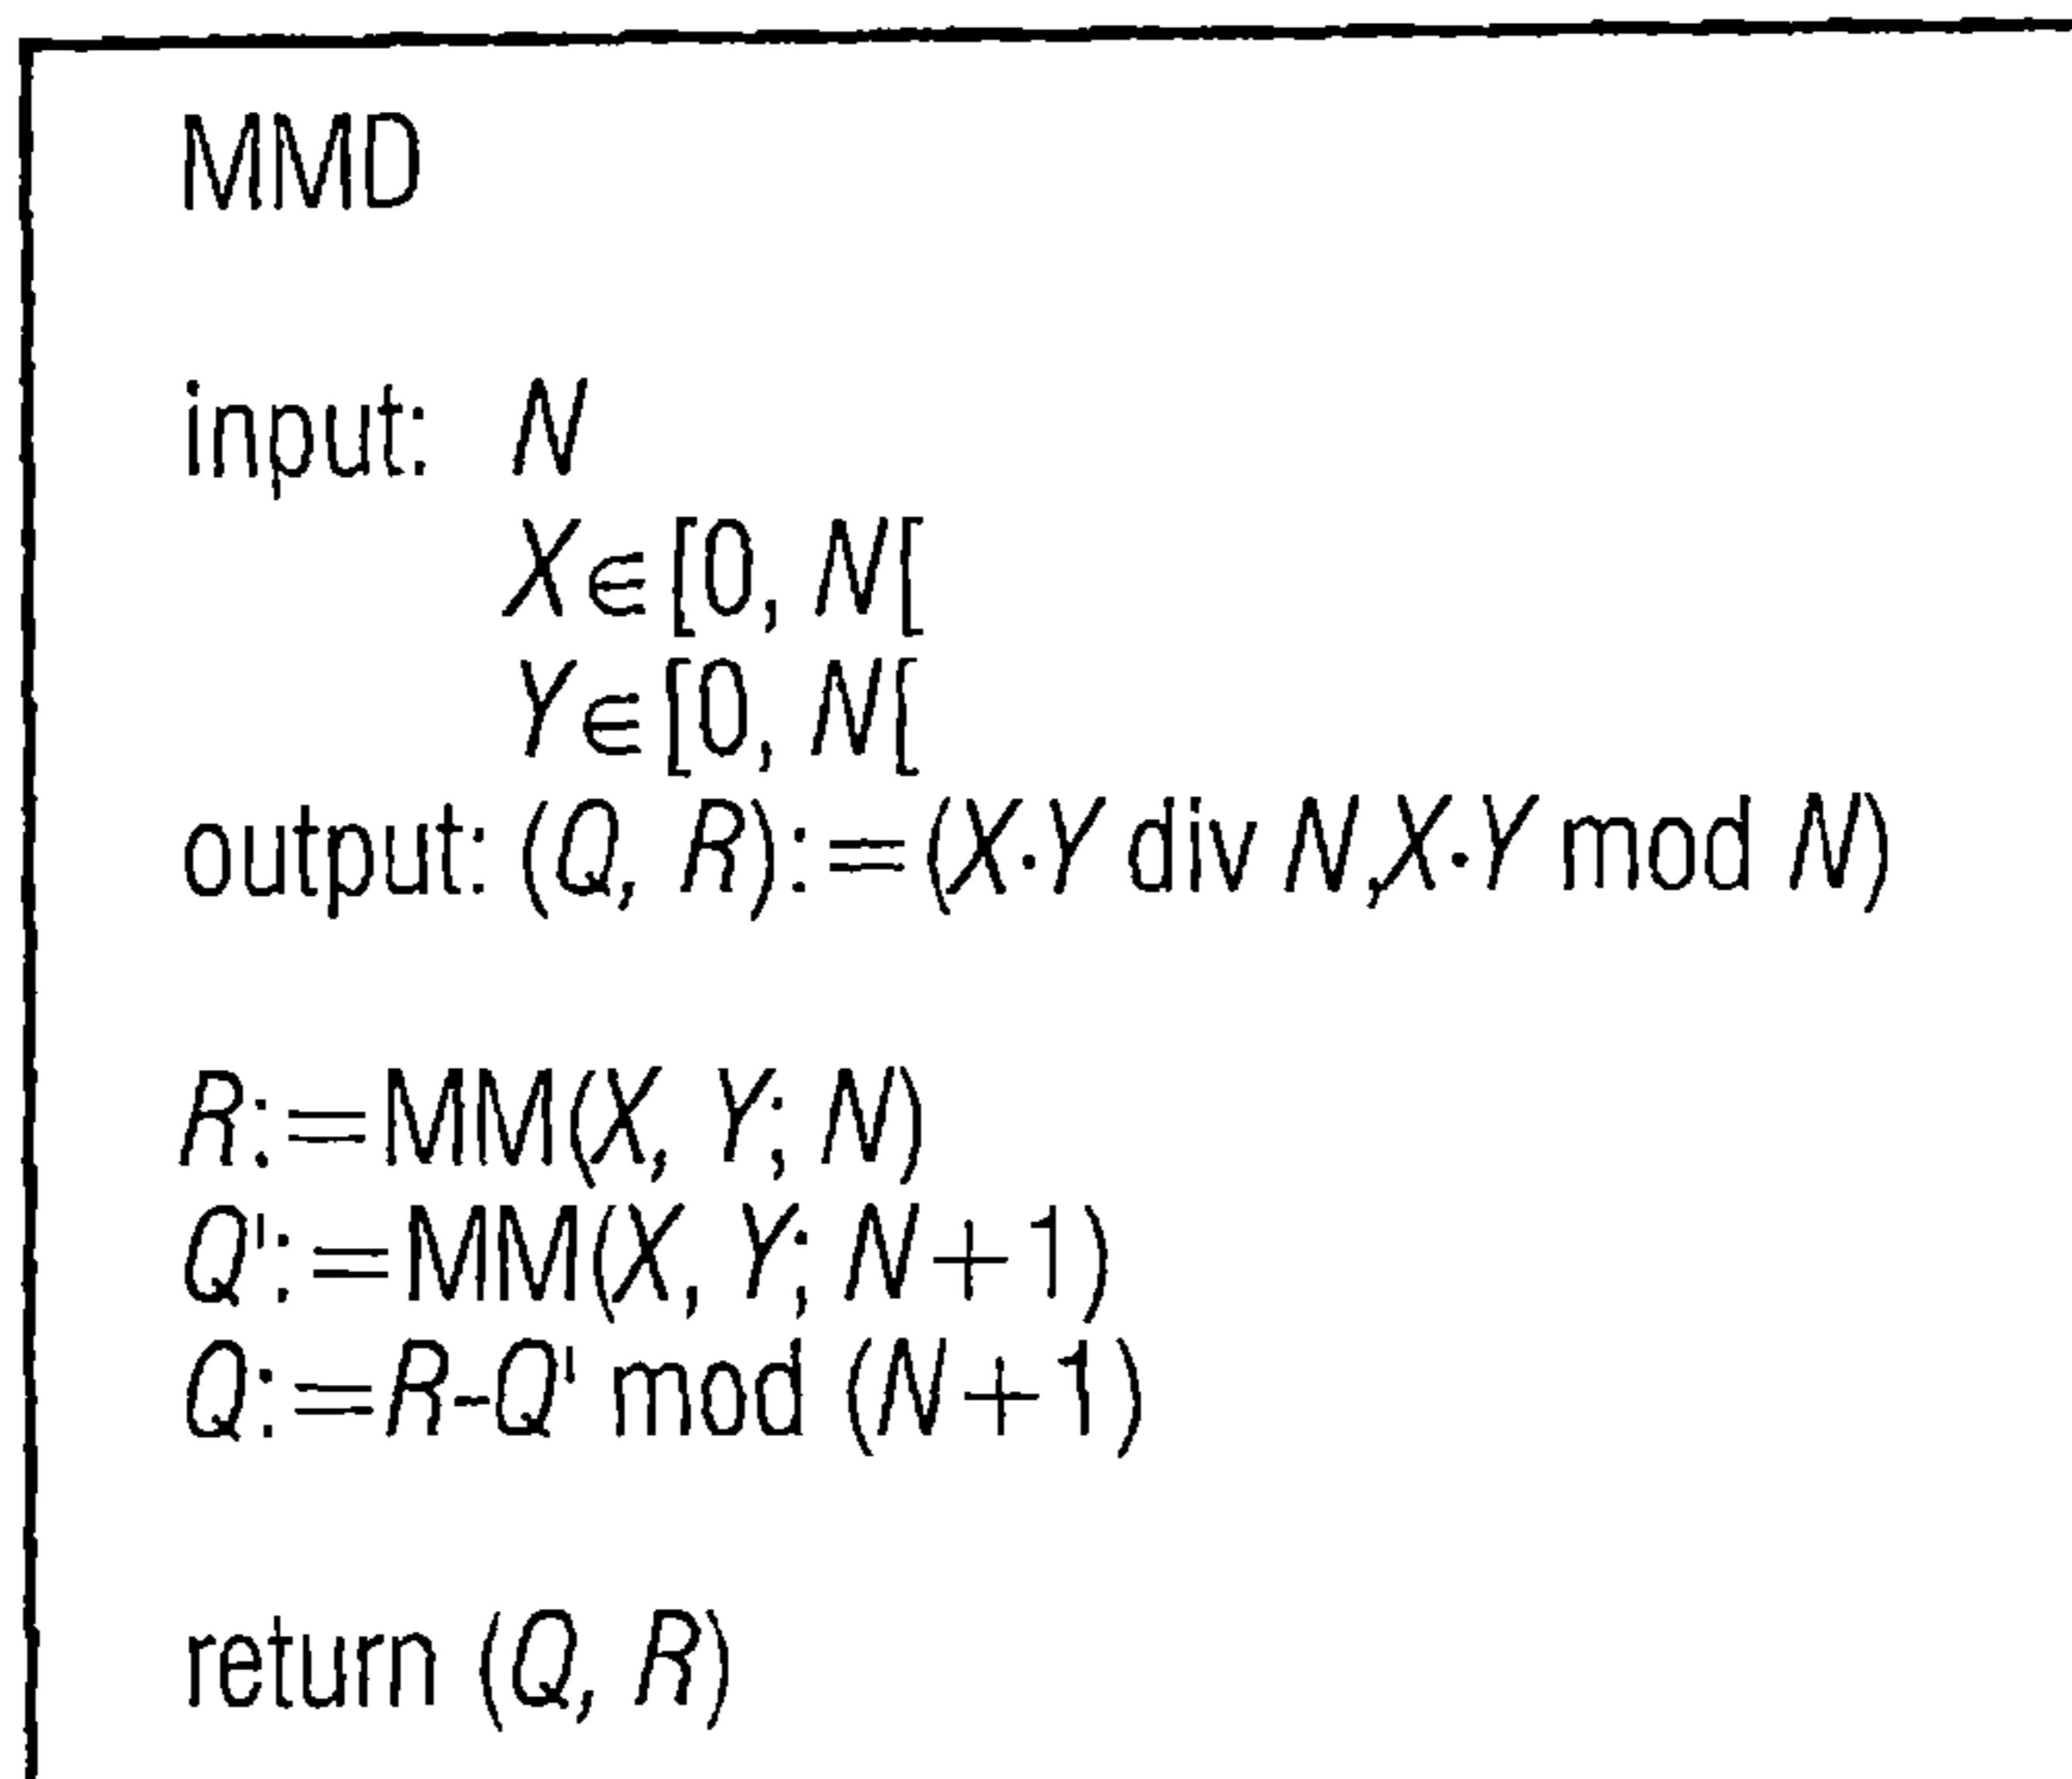 MMD
input: N
X∈[0, N[
Y∈[0, N[
output: (Q, R):=(X·Y div N,X·Y mod N)
R:=MM(X, Y; N)
Q':=MM(X, Y; N+1)
Q:=R-Q' mod (N+1)
return (Q, R)